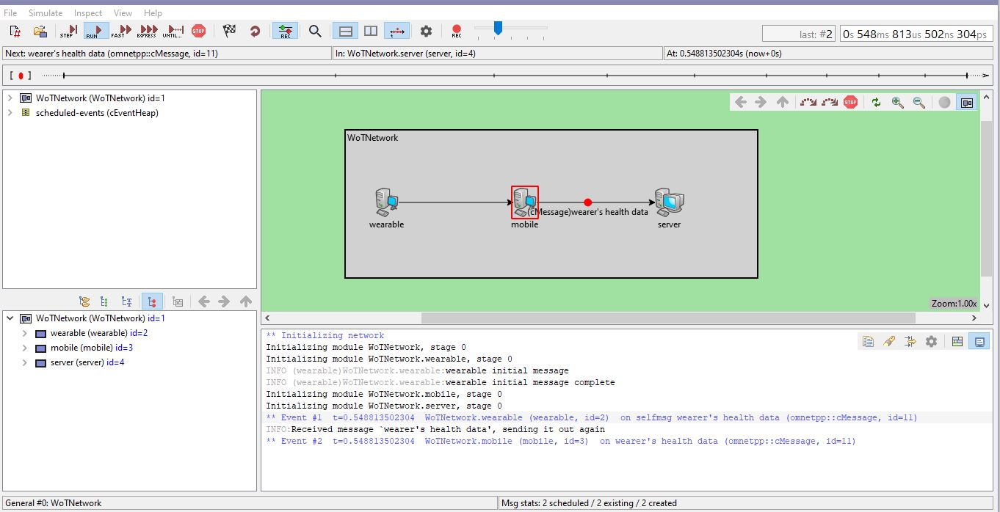 File Simulate Inspect View Help
STEP RUN FAST EXPRESS UNTIL... STOP REC REC
last: #2 0s 548ms 813us 502ns 304ps
Next: wearer's health data (omnetpp::cMessage, id=11) In: WoTNetwork.server (server, id=4) At: 0.548813502304s (now+0s)
WoTNetwork (WoTNetwork) id=1
scheduled-events (cEventHeap)
STOP
WoTNetwork
(cMessage)wearer's health data
wearable mobile server
Zoom:1.00x
WoTNetwork (WoTNetwork) id=1
wearable (wearable) id=2
mobile (mobile) id=3
server (server) id=4
** Initializing network
Initializing module WoTNetwork, stage 0
Initializing module WoTNetwork.wearable, stage 0
INFO (wearable)WoTNetwork.wearable:wearable initial message
INFO (wearable)WoTNetwork.wearable:wearable initial message complete
Initializing module WoTNetwork.mobile, stage 0
Initializing module WoTNetwork.server, stage 0
** Event #1 t=0.548813502304 WoTNetwork.wearable (wearable, id=2) on selfmsg wearer's health data (omnetpp::cMessage, id=11)
INFO:Received message `wearer's health data', sending it out again
** Event #2 t=0.548813502304 WoTNetwork.mobile (mobile, id=3) on wearer's health data (omnetpp::cMessage, id=11)
General #0: WoTNetwork Msg stats: 2 scheduled / 2 existing / 2 created